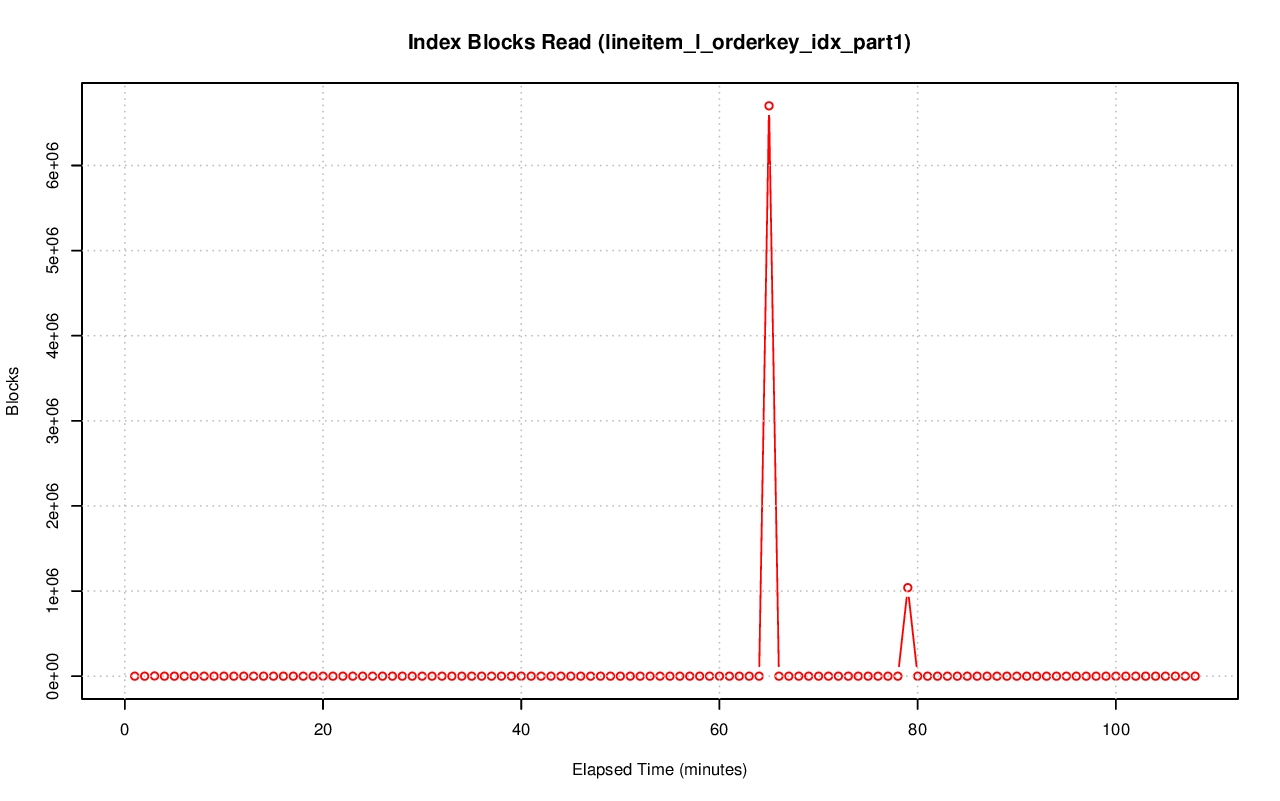 Index Blocks Read (lineitem_l_orderkey_idx_part1)
Blocks
6e+06
5e+06
4e+06
3e+06
2e+06
1e+06
0e+00
0 20 40 60 80 100
Elapsed Time (minutes)